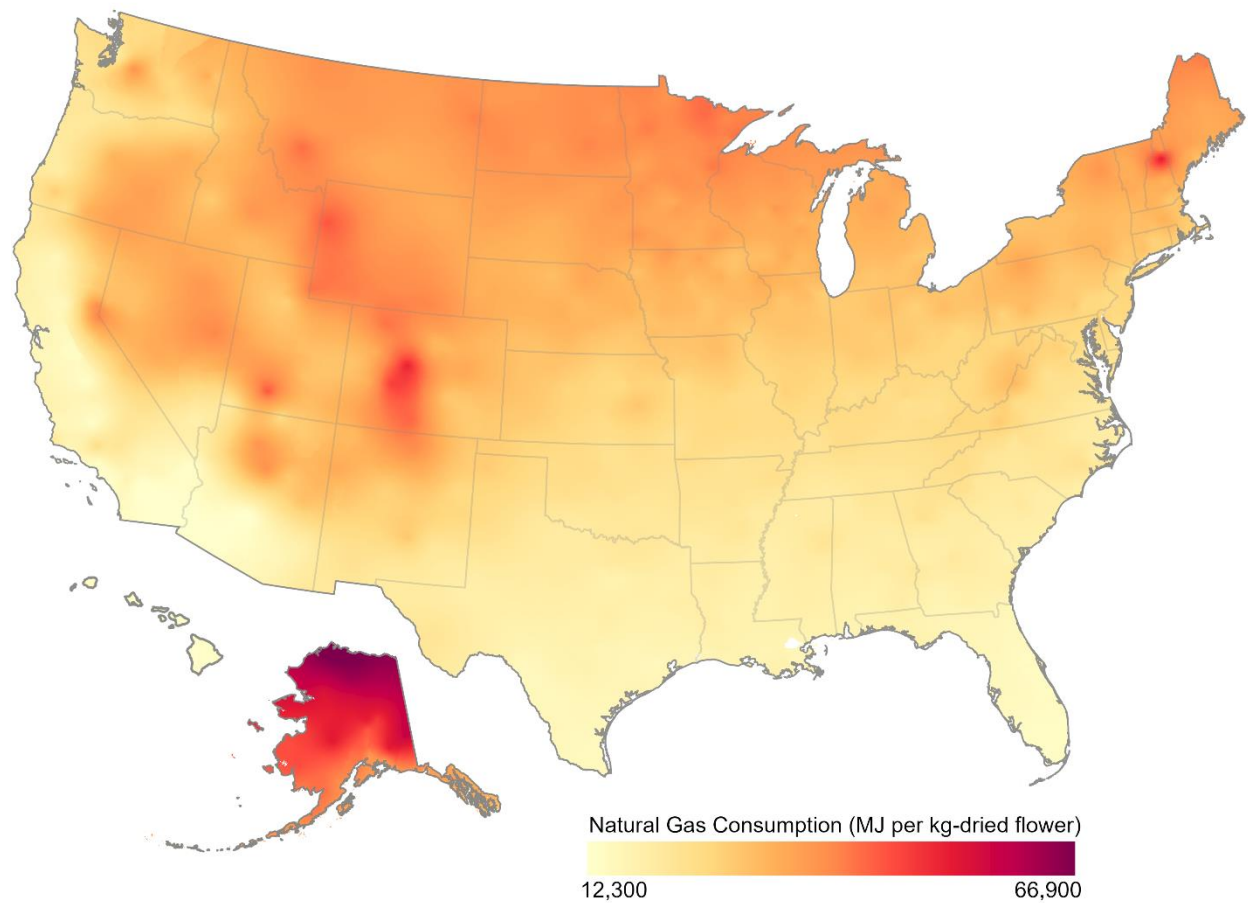 Natural Gas Consumption (MJ per kg-dried flower)
12,300 66,900